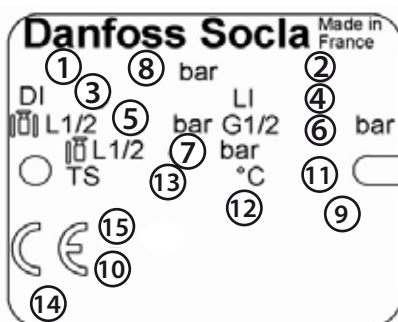 Danfoss Socla Made in
France
① ⑧ bar ②
DI ③ LI ④
L1/2 ⑤ bar G1/2 ⑥ bar
L1/2 ⑦ bar
TS ⑬ °C ⑪
⑫ ⑨
CE ⑮
⑩
⑭